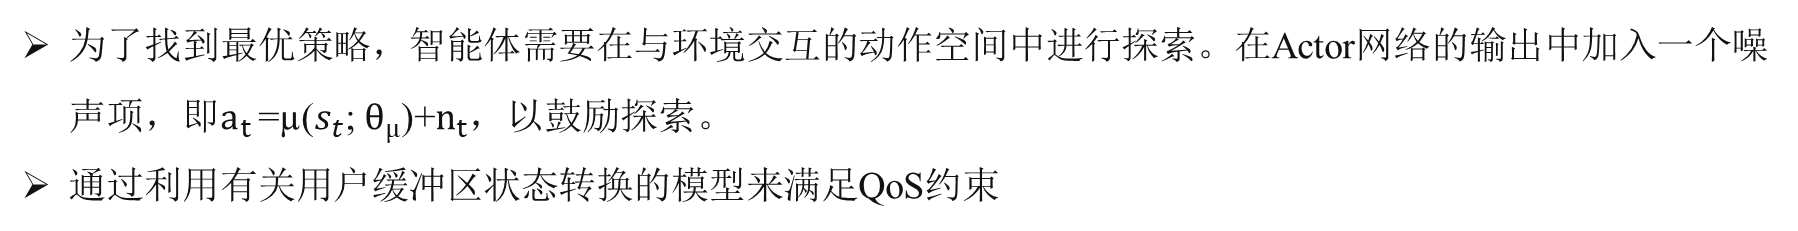 ➢ 为了找到最优策略，智能体需要在与环境交互的动作空间中进行探索。在Actor网络的输出中加入一个噪
声项，即aₜ=μ(sₜ; θ_μ)+nₜ，以鼓励探索。
➢ 通过利用有关用户缓冲区状态转换的模型来满足QoS约束